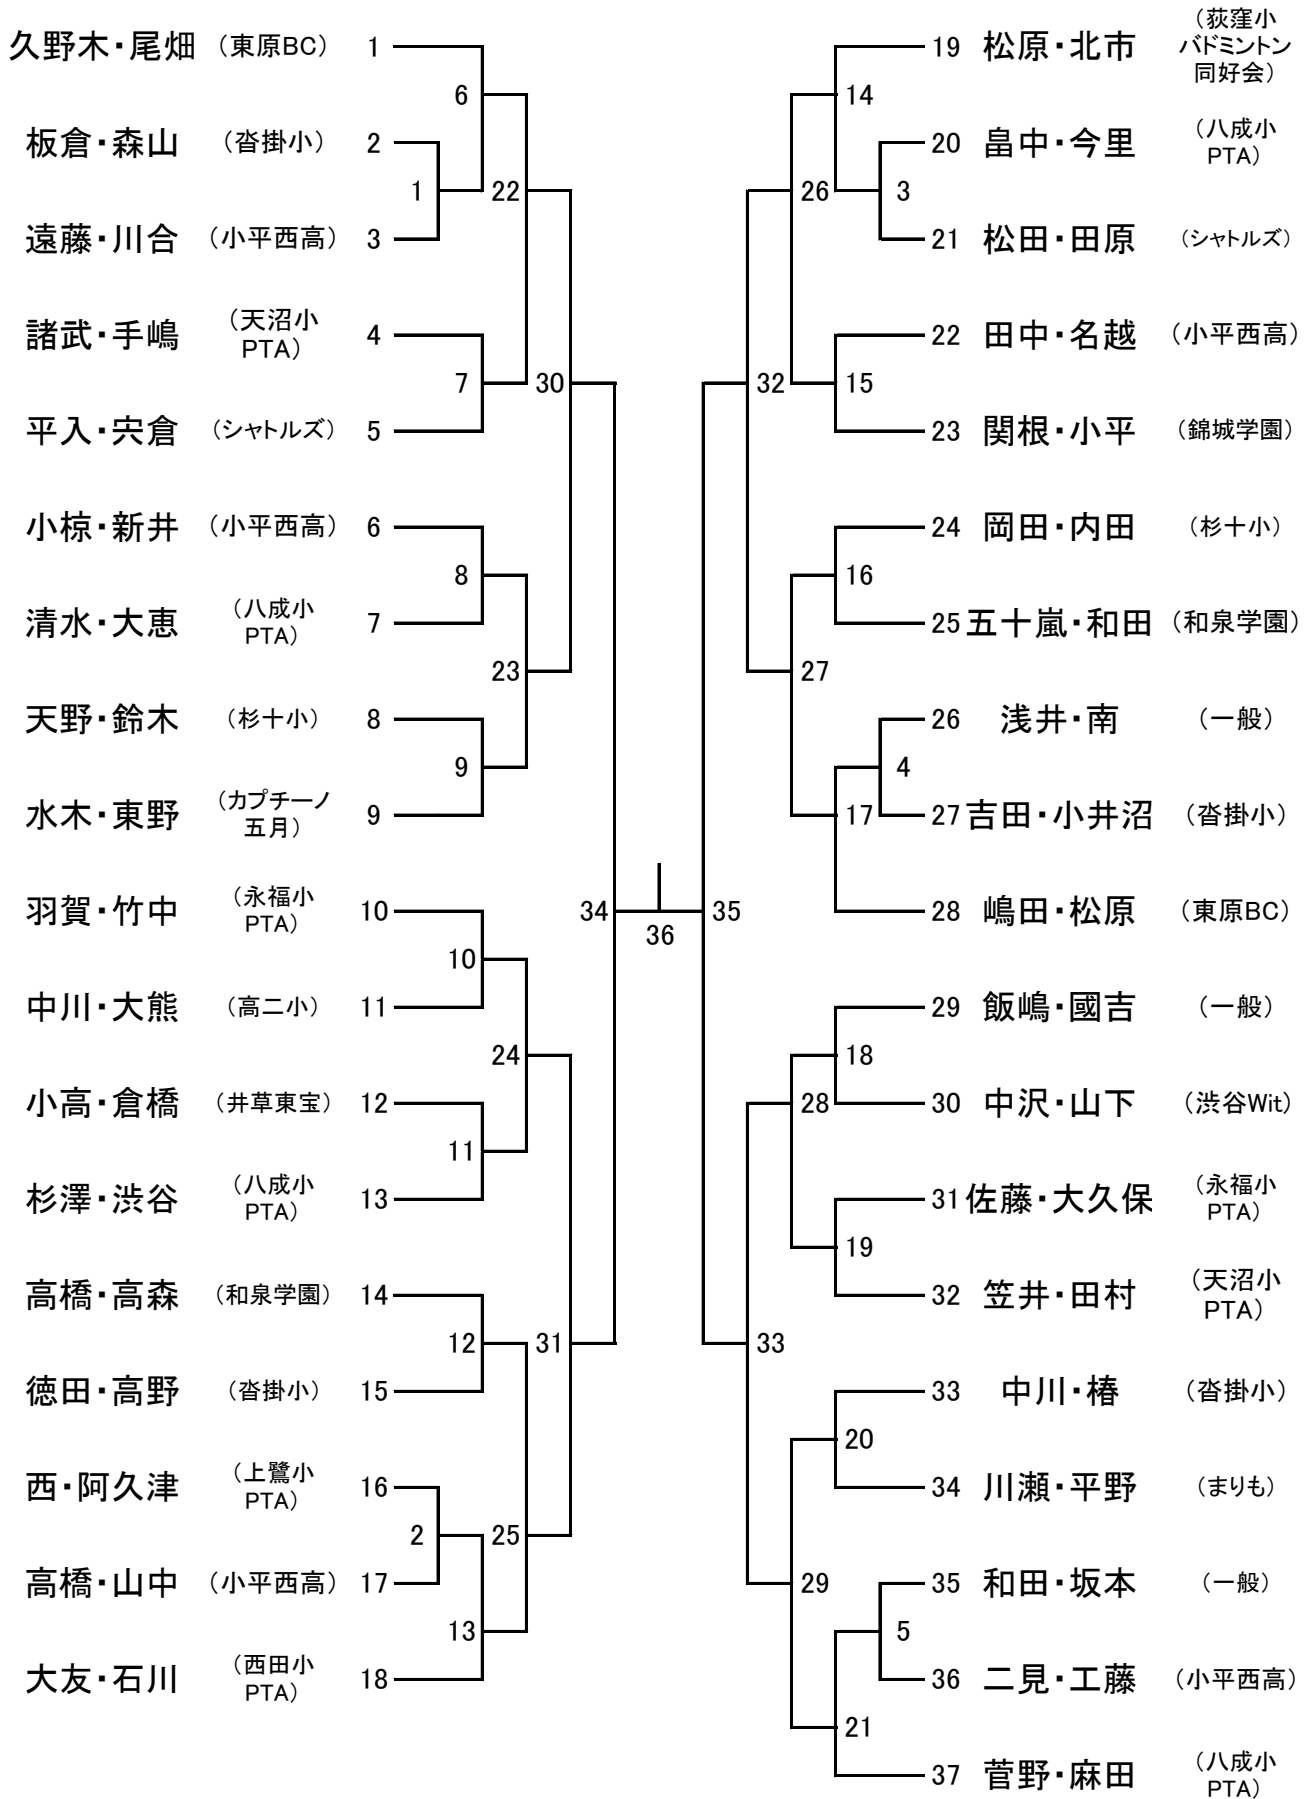 久野木・尾畑 （東原BC） 1
6
板倉・森山 （沓掛小） 2
1
22
遠藤・川合 （小平西高） 3
諸武・手嶋 （天沼小
PTA） 4
7
30
平入・宍倉 （シャトルズ） 5
小椋・新井 （小平西高） 6
8
清水・大恵 （八成小
PTA） 7
23
天野・鈴木 （杉十小） 8
9
水木・東野 （カプチーノ
五月） 9
羽賀・竹中 （永福小
PTA） 10
34
10
中川・大熊 （高二小） 11
24
小高・倉橋 （井草東宝） 12
11
杉澤・渋谷 （八成小
PTA） 13
高橋・高森 （和泉学園） 14
12
31
徳田・高野 （沓掛小） 15
西・阿久津 （上鷺小
PTA） 16
2
25
高橋・山中 （小平西高） 17
13
大友・石川 （西田小
PTA） 18
36
19 松原・北市 （荻窪小
バドミントン
同好会）
14
20 畠中・今里 （八成小
PTA）
26
3
21 松田・田原 （シャトルズ）
22 田中・名越 （小平西高）
32
15
23 関根・小平 （錦城学園）
24 岡田・内田 （杉十小）
16
25 五十嵐・和田 （和泉学園）
27
26 浅井・南 （一般）
4
17
27 吉田・小井沼 （沓掛小）
35
28 嶋田・松原 （東原BC）
29 飯嶋・國吉 （一般）
18
28
30 中沢・山下 （渋谷Wit）
31 佐藤・大久保 （永福小
PTA）
19
32 笠井・田村 （天沼小
PTA）
33
33 中川・椿 （沓掛小）
20
34 川瀬・平野 （まりも）
29
35 和田・坂本 （一般）
5
36 二見・工藤 （小平西高）
21
37 菅野・麻田 （八成小
PTA）